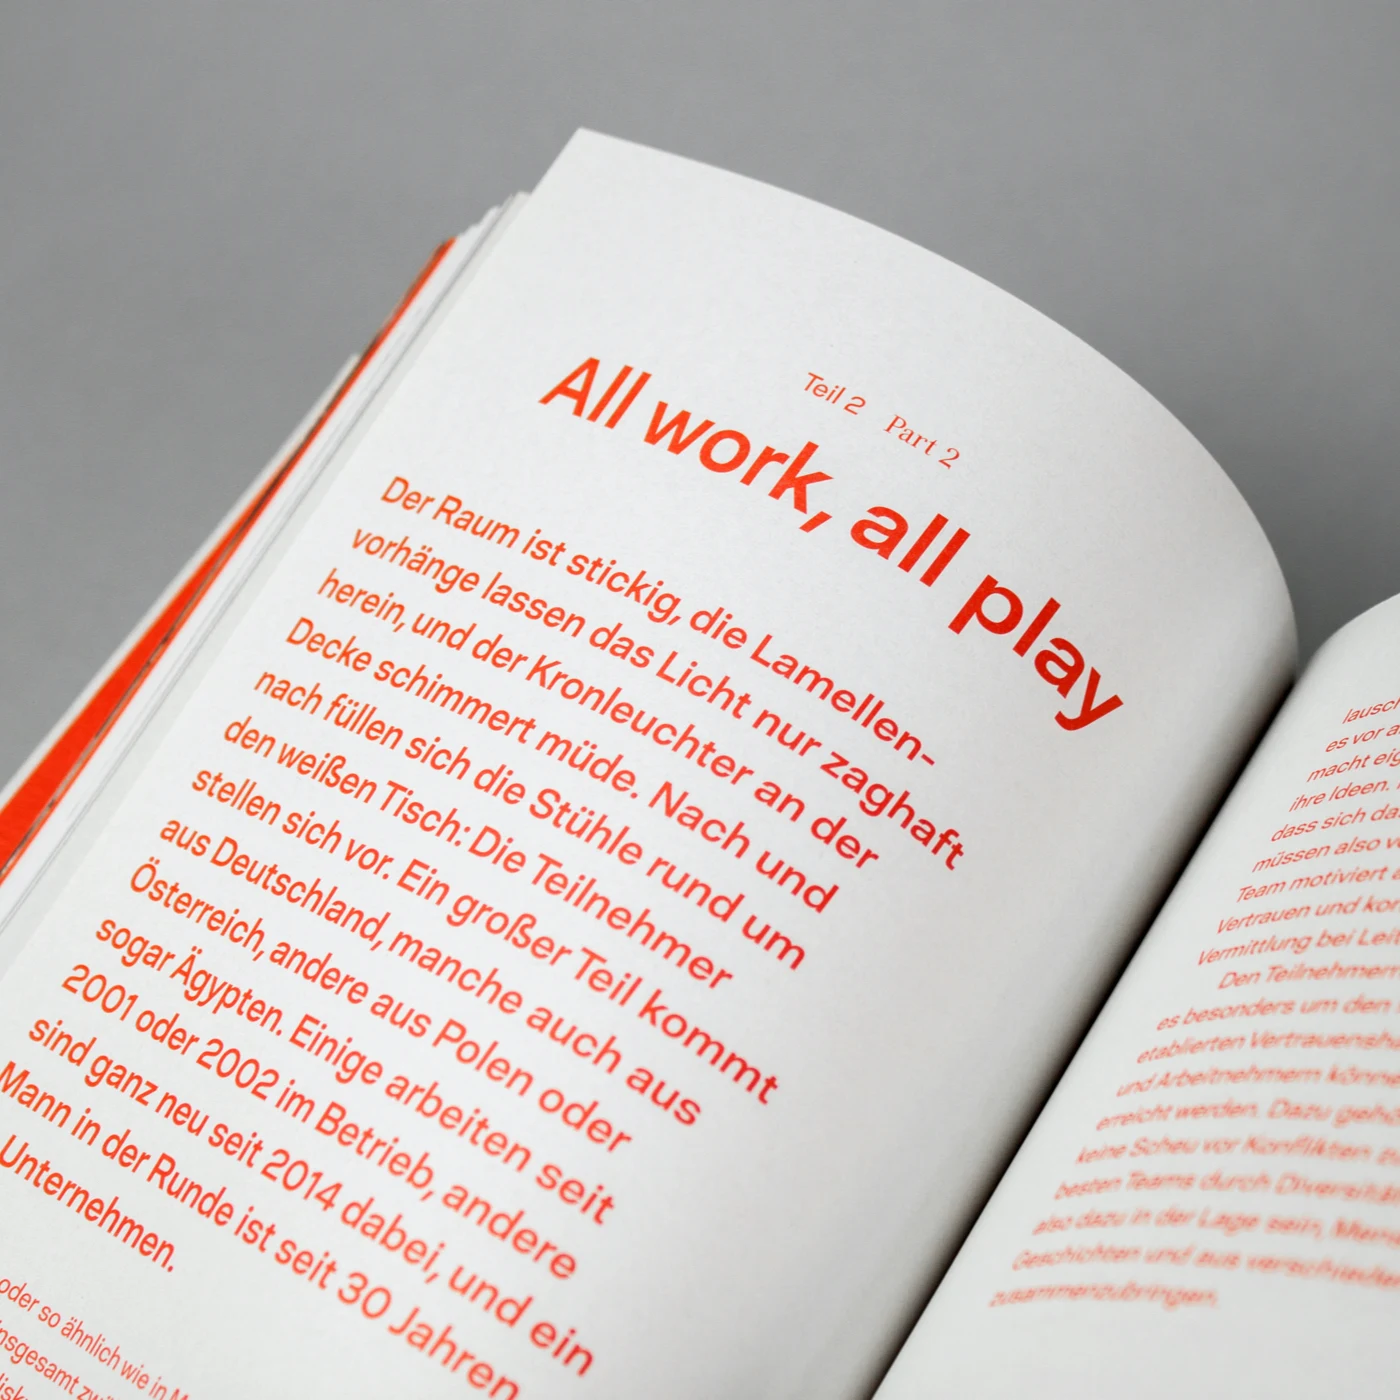 Teil 2 Part 2
All work, all play
Der Raum ist stickig, die Lamellen-
vorhänge lassen das Licht nur zaghaft
herein, und der Kronleuchter an der
Decke schimmert müde. Nach und
nach füllen sich die Stühle rund um
den weißen Tisch: Die Teilnehmer
stellen sich vor. Ein großer Teil kommt
aus Deutschland, manche auch aus
Österreich, andere aus Polen oder
sogar Ägypten. Einige arbeiten seit
2001 oder 2002 im Betrieb, andere
sind ganz neu seit 2014 dabei, und ein
Mann in der Runde ist seit 30 Jahren
Unternehmen.
oder so ähnlich wie in
nsgesamt
es vor
macht
ihre Ideen.
dass sich
müssen also
Team motiviert
Vertrauen und
Vermittlung bei
Den Teilnehmern
es besonders um den
etablierten
und Arbeitnehmern
erreicht werden. Dazu
keine Scheu vor Konflikten
besten Teams durch
also dazu in der Lage sein,
Geschichten und aus
zusammenzubringen.